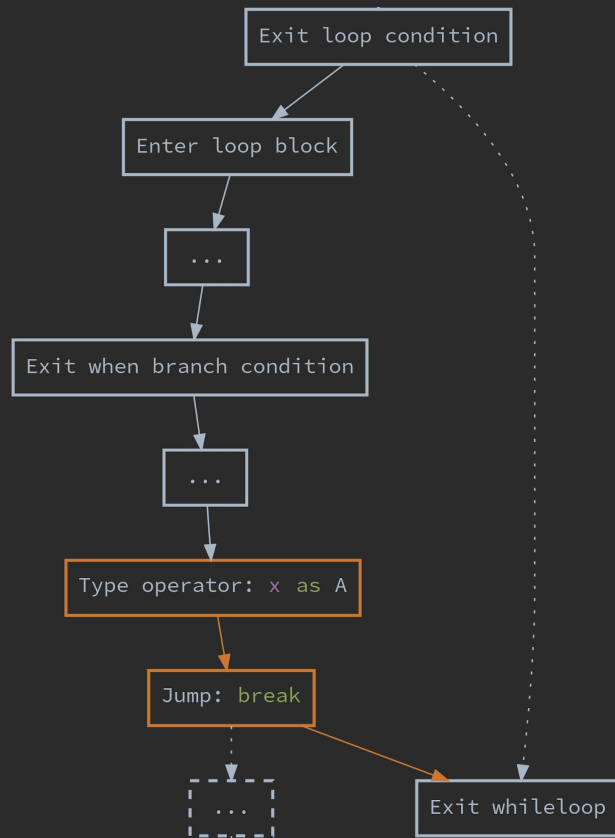 Exit loop condition
Enter loop block
...
Exit when branch condition
...
Type operator: x as A
Jump: break
...
Exit whileloop